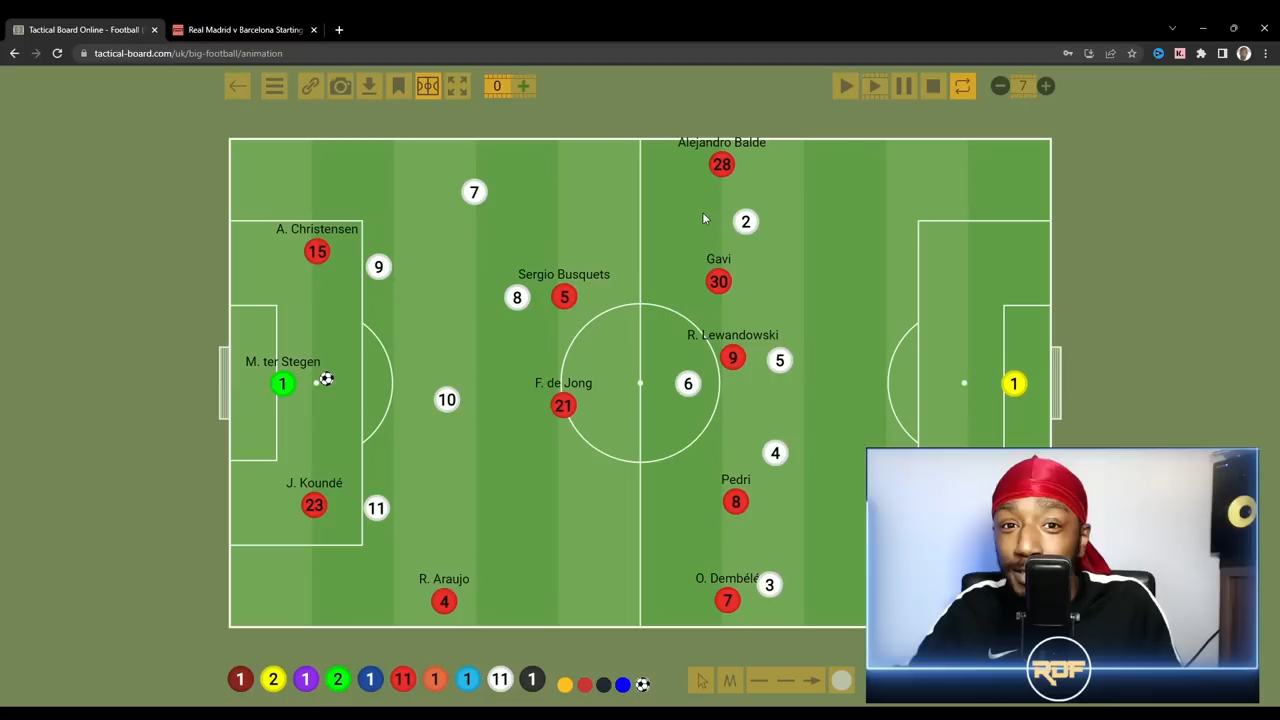 Tactical Board Online - Football |
Real Madrid v Barcelona Starting
tactical-board.com/uk/big-football/animation
0
7
Alejandro Balde
28
7
2
A. Christensen
15
9
Gavi
30
Sergio Busquets
8
5
R. Lewandowski
9
5
M. ter Stegen
1
F. de Jong
21
6
1
10
4
J. Koundé
23
11
Pedri
8
R. Araujo
4
O. Dembélé
7
3
1
2
1
2
1
11
1
1
11
1
M
RDF